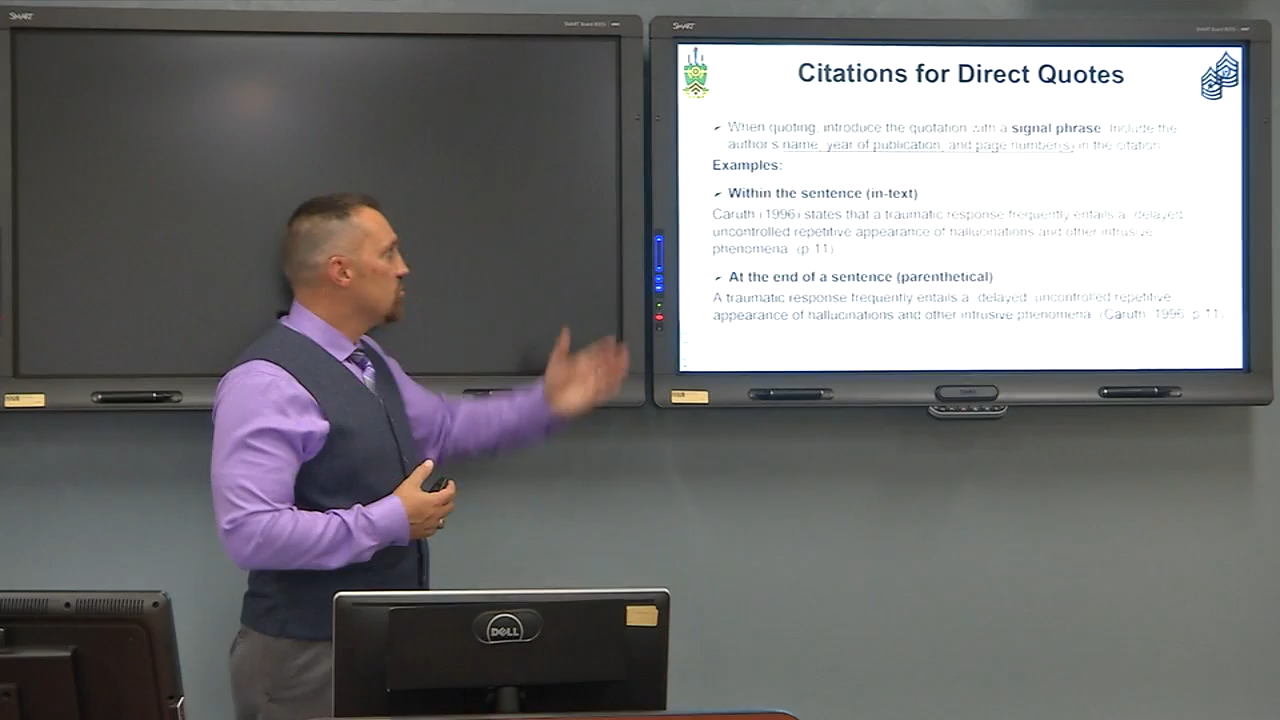 SMART
SMART
Citations for Direct Quotes
When quoting, introduce the quotation with a signal phrase. Include the
author's name, year of publication, and page number(s) in the citation.
Examples:
Within the sentence (in-text)
Caruth (1996) states that a traumatic response frequently entails a "delayed,
uncontrolled repetitive appearance of hallucinations and other intrusive
phenomena" (p.11)
At the end of a sentence (parenthetical)
A traumatic response frequently entails a "delayed, uncontrolled repetitive
appearance of hallucinations and other intrusive phenomena" (Caruth, 1996, p.11).
DELL